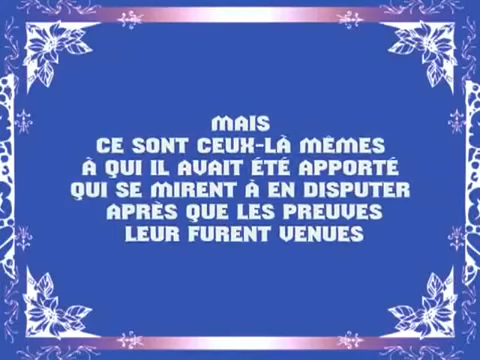 MAIS
CE SONT CEUX-LÀ MÊMES
À QUI IL AVAIT ÉTÉ APPORTÉ
QUI SE MIRENT À EN DISPUTER
APRÈS QUE LES PREUVES
LEUR FURENT VENUES